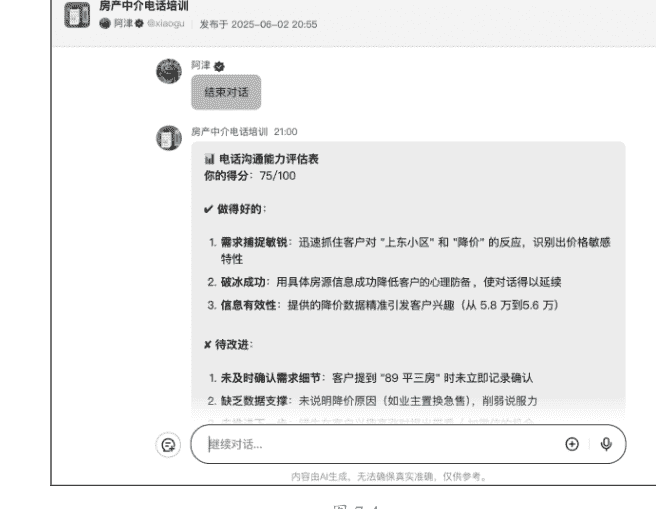 房产中介电话培训
阿津 @xiaogu 发布于 2025-06-02 20:55
阿津
结束对话
房产中介电话培训 21:00
📊 电话沟通能力评估表
你的得分：75/100
✔ 做得好的：
1. 需求捕捉敏锐：迅速抓住客户对 "上东小区" 和 "降价" 的反应，识别出价格敏感
特性
2. 破冰成功：用具体房源信息成功降低客户的心理防备，使对话得以延续
3. 信息有效性：提供的降价数据精准引发客户兴趣（从 5.8 万到5.6 万）
✘ 待改进：
1. 未及时确认需求细节：客户提到 "89 平三房" 时未立即记录确认
2. 缺乏数据支撑：未说明降价原因（如业主置换急售），削弱说服力
继续对话...
内容由AI生成，无法确保真实准确，仅供参考。